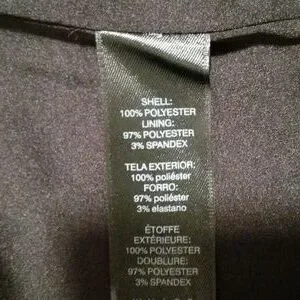 SHELL:
100% POLYESTER
LINING:
97% POLYESTER
3% SPANDEX
TELA EXTERIOR:
100% poliéster
FORRO:
97% poliéster
3% elastano
ÉTOFFE
EXTÉRIEURE:
100% POLYESTER
DOUBLURE:
97% POLYESTER
3% SPANDEX